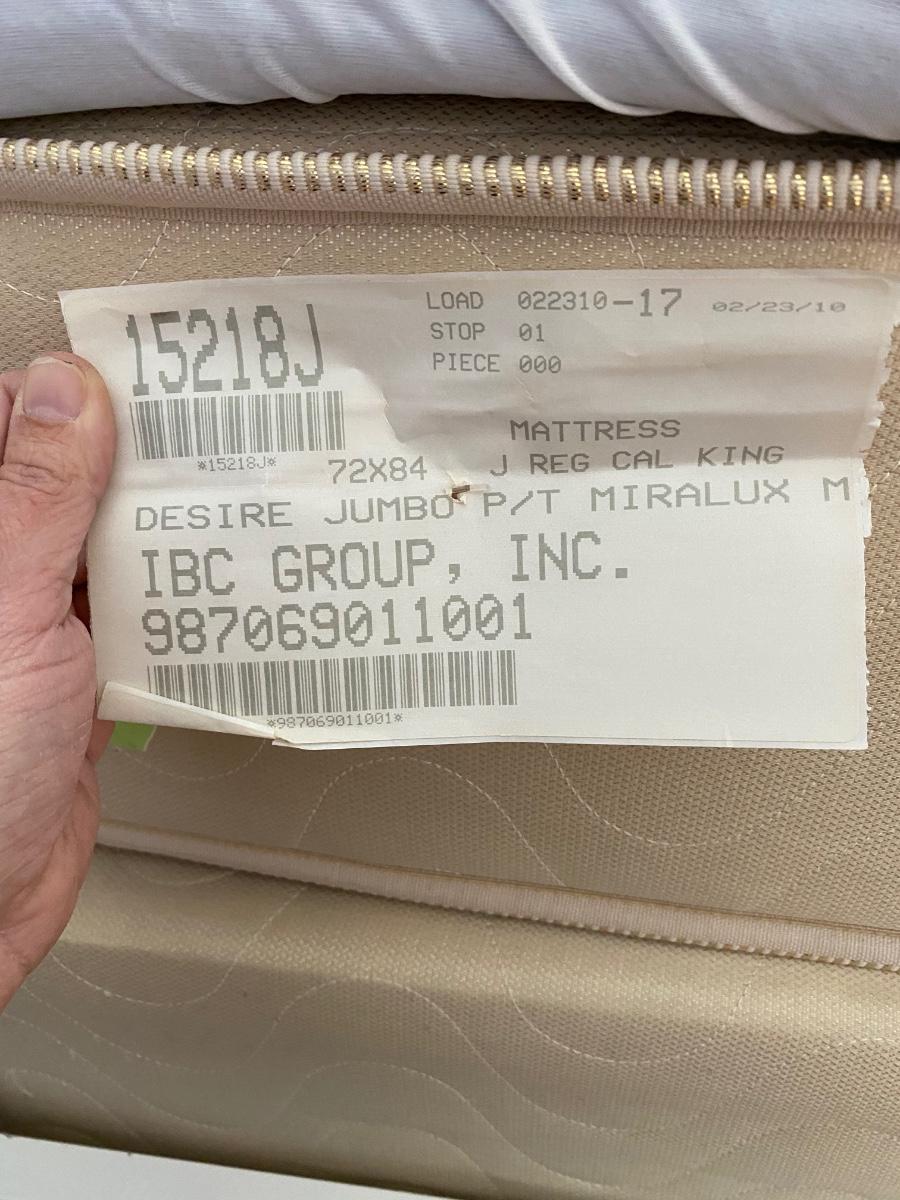 15218J
LOAD 022310-17 02/23/10
STOP 01
PIECE 000
*15218J*
MATTRESS
72X84 J REG CAL KING
DESIRE JUMBO P/T MIRALUX M
IBC GROUP, INC.
987069011001
*987069011001*